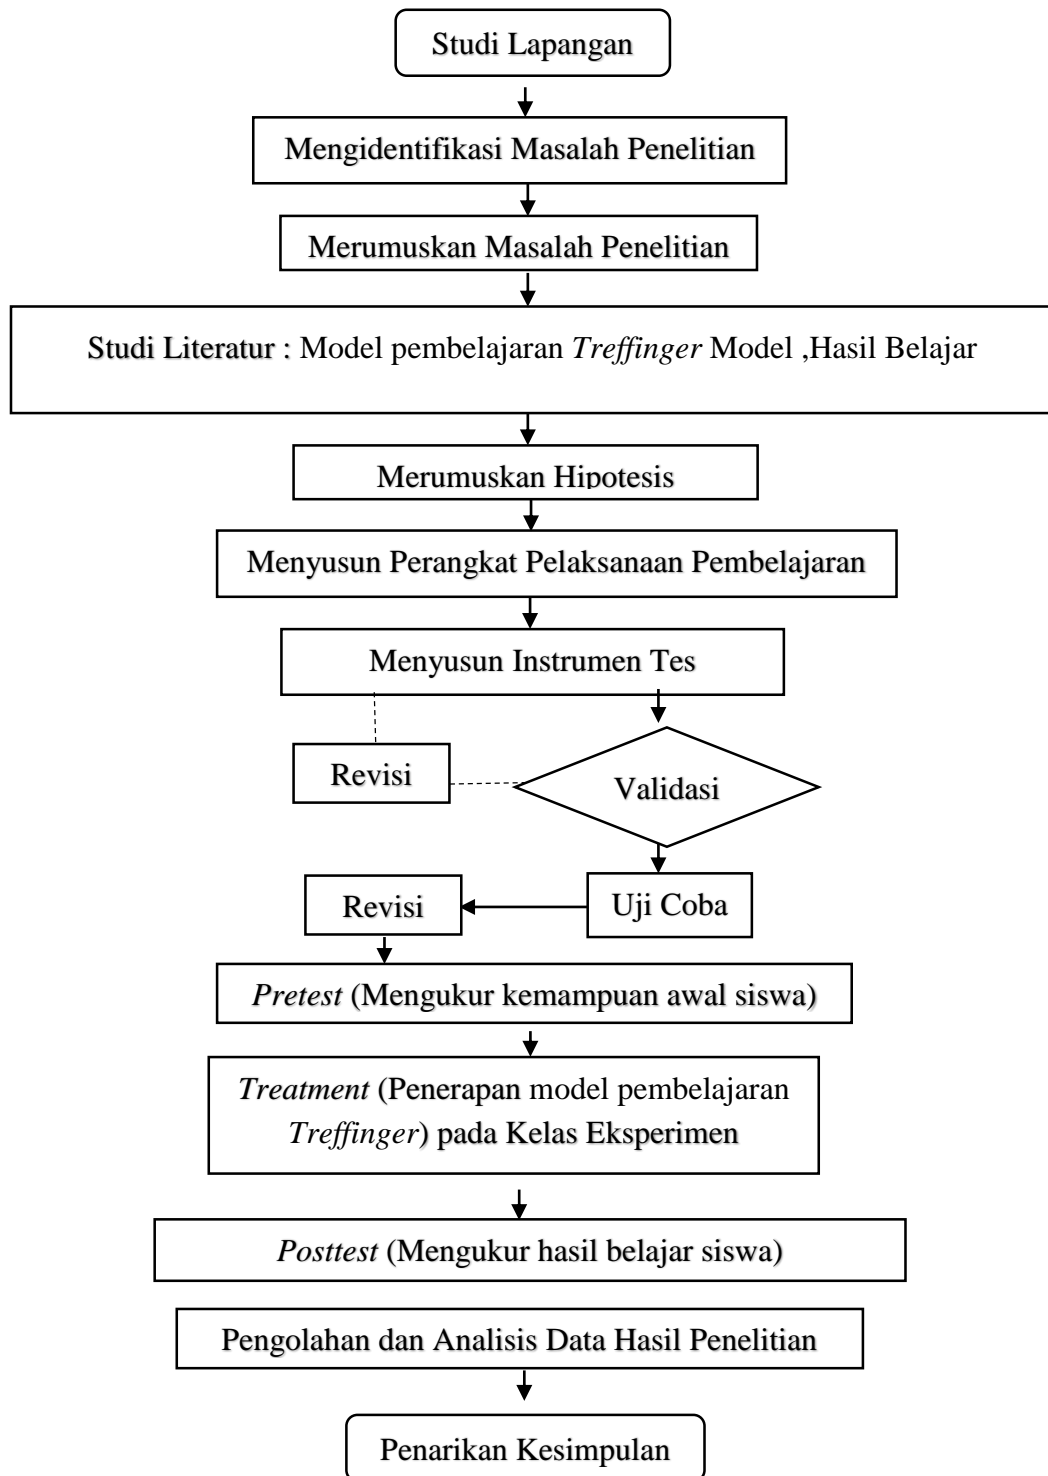 Studi Lapangan
Mengidentifikasi Masalah Penelitian
Merumuskan Masalah Penelitian
Studi Literatur : Model pembelajaran Treffinger Model ,Hasil Belajar
Merumuskan Hipotesis
Menyusun Perangkat Pelaksanaan Pembelajaran
Menyusun Instrumen Tes
Revisi
Validasi
Revisi
Uji Coba
Pretest (Mengukur kemampuan awal siswa)
Treatment (Penerapan model pembelajaran
Treffinger) pada Kelas Eksperimen
Posttest (Mengukur hasil belajar siswa)
Pengolahan dan Analisis Data Hasil Penelitian
Penarikan Kesimpulan